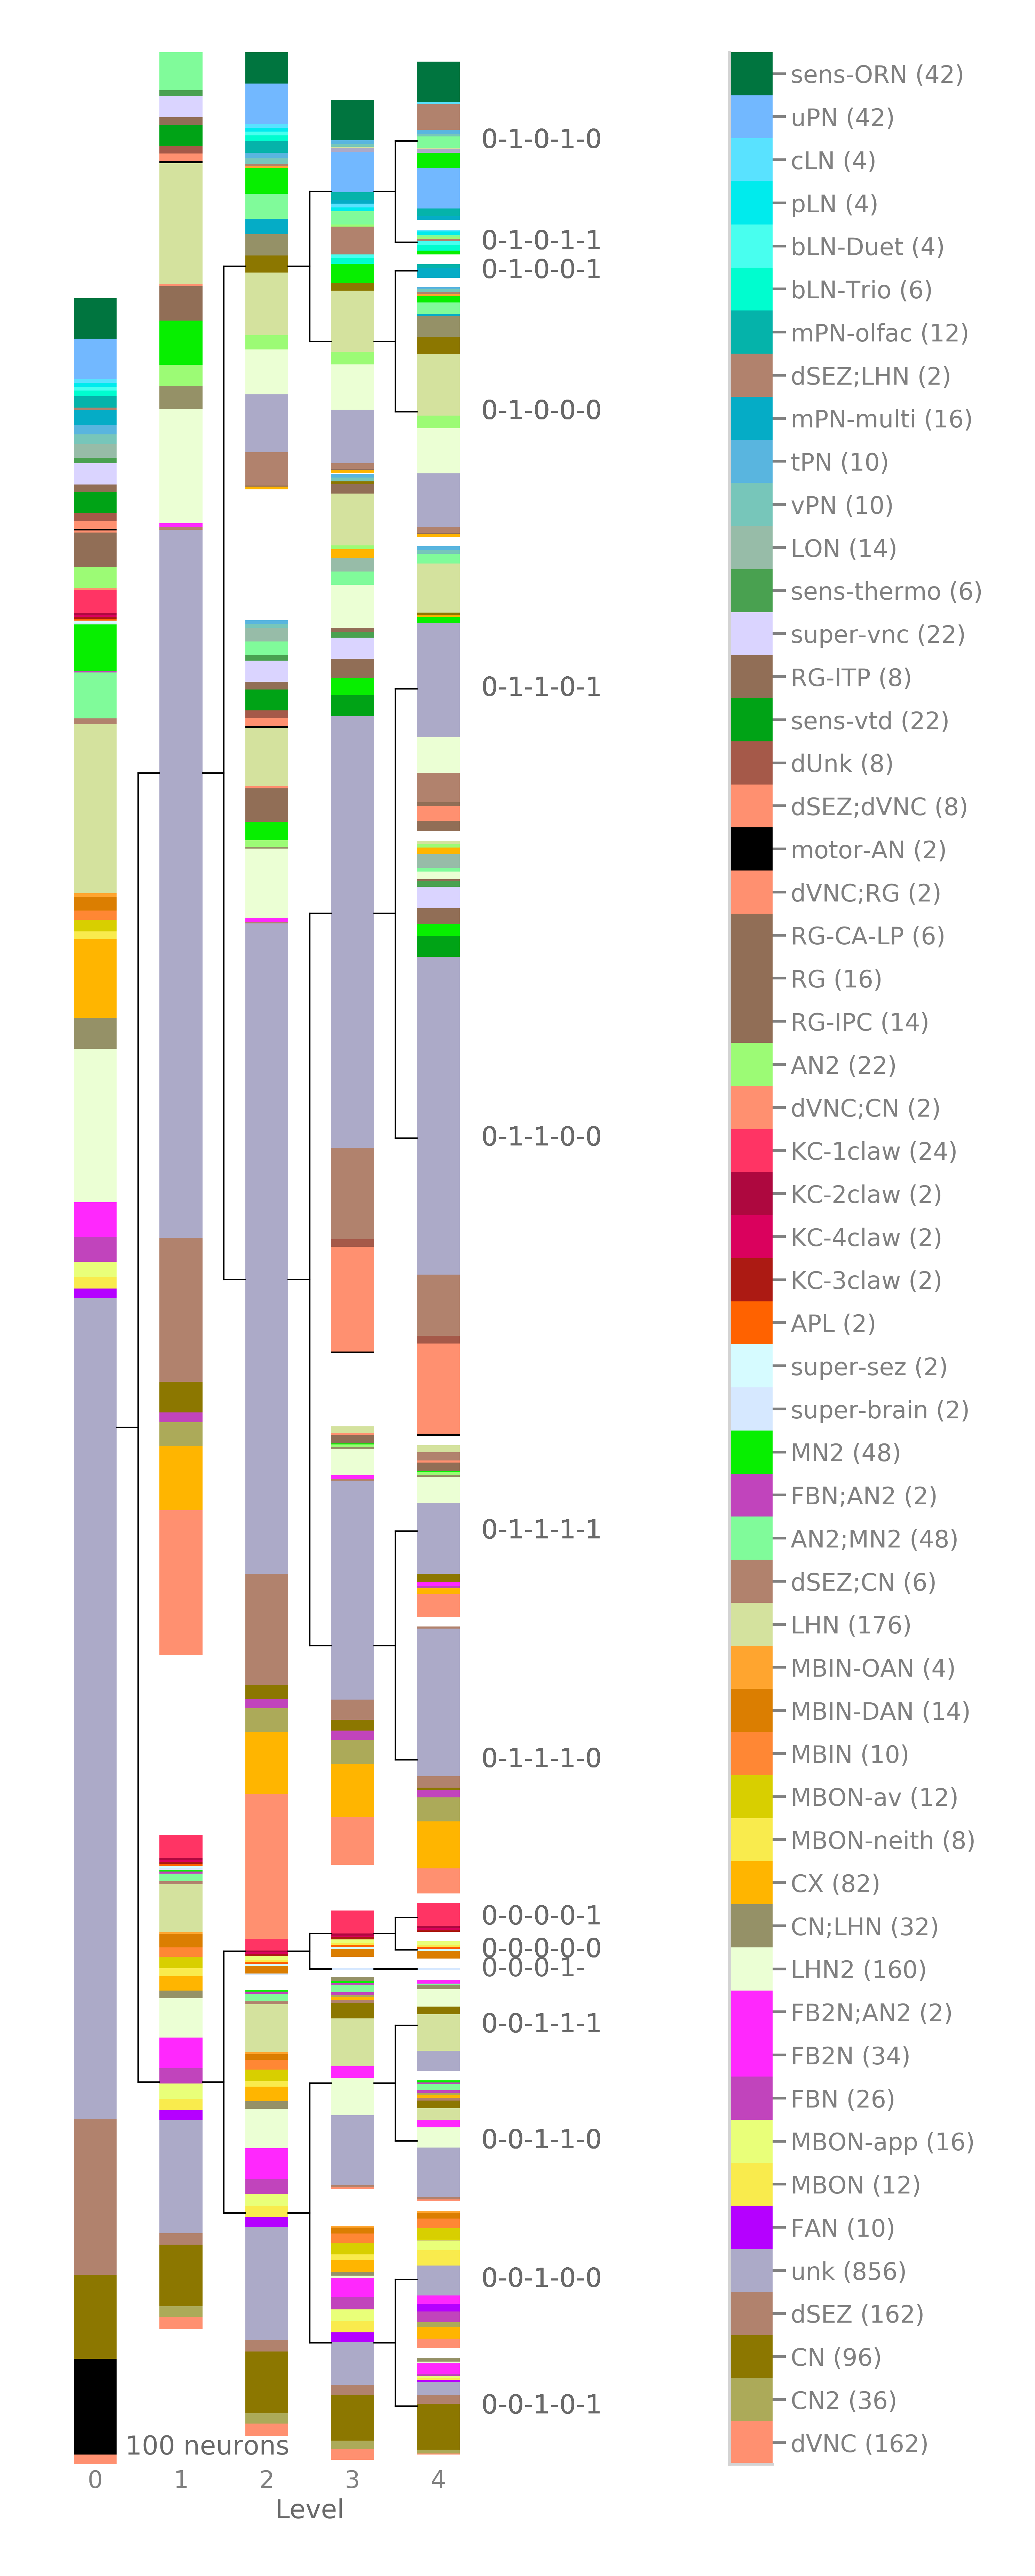 0-1-0-1-0
0-1-0-1-1
0-1-0-0-1
0-1-0-0-0
0-1-1-0-1
0-1-1-0-0
0-1-1-1-1
0-1-1-1-0
0-0-0-0-1
0-0-0-0-0
0-0-0-1-
0-0-1-1-1
0-0-1-1-0
0-0-1-0-0
0-0-1-0-1
100 neurons
0 1 2 3 4
Level
sens-ORN (42)
uPN (42)
cLN (4)
pLN (4)
bLN-Duet (4)
bLN-Trio (6)
mPN-olfac (12)
dSEZ;LHN (2)
mPN-multi (16)
tPN (10)
vPN (10)
LON (14)
sens-thermo (6)
super-vnc (22)
RG-ITP (8)
sens-vtd (22)
dUnk (8)
dSEZ;dVNC (8)
motor-AN (2)
dVNC;RG (2)
RG-CA-LP (6)
RG (16)
RG-IPC (14)
AN2 (22)
dVNC;CN (2)
KC-1claw (24)
KC-2claw (2)
KC-4claw (2)
KC-3claw (2)
APL (2)
super-sez (2)
super-brain (2)
MN2 (48)
FBN;AN2 (2)
AN2;MN2 (48)
dSEZ;CN (6)
LHN (176)
MBIN-OAN (4)
MBIN-DAN (14)
MBIN (10)
MBON-av (12)
MBON-neith (8)
CX (82)
CN;LHN (32)
LHN2 (160)
FB2N;AN2 (2)
FB2N (34)
FBN (26)
MBON-app (16)
MBON (12)
FAN (10)
unk (856)
dSEZ (162)
CN (96)
CN2 (36)
dVNC (162)